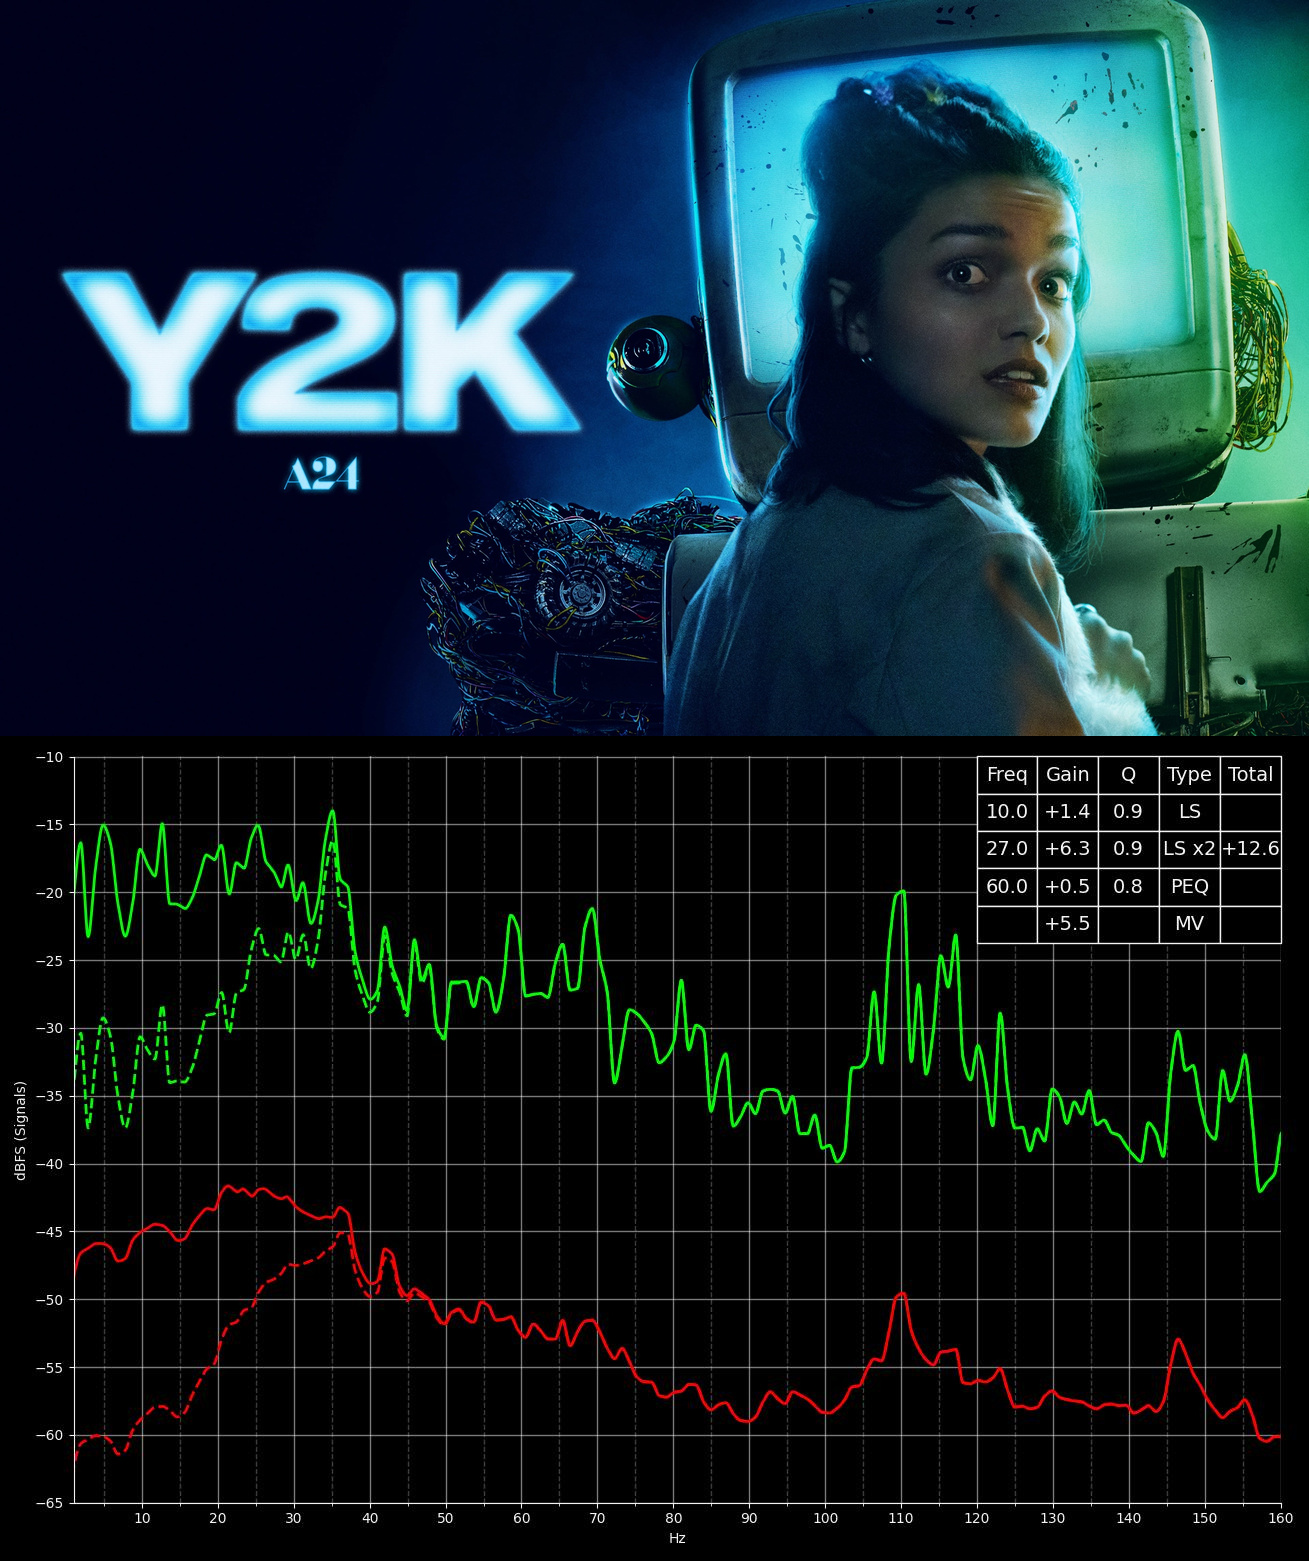 Y2K
A24
Freq Gain Q Type Total
10.0 +1.4 0.9 LS
27.0 +6.3 0.9 LS x2 +12.6
60.0 +0.5 0.8 PEQ
+5.5 MV
−10
−15
−20
−25
−30
−35
−40
−45
−50
−55
−60
−65
dBFS (Signals)
10 20 30 40 50 60 70 80 90 100 110 120 130 140 150 160
Hz